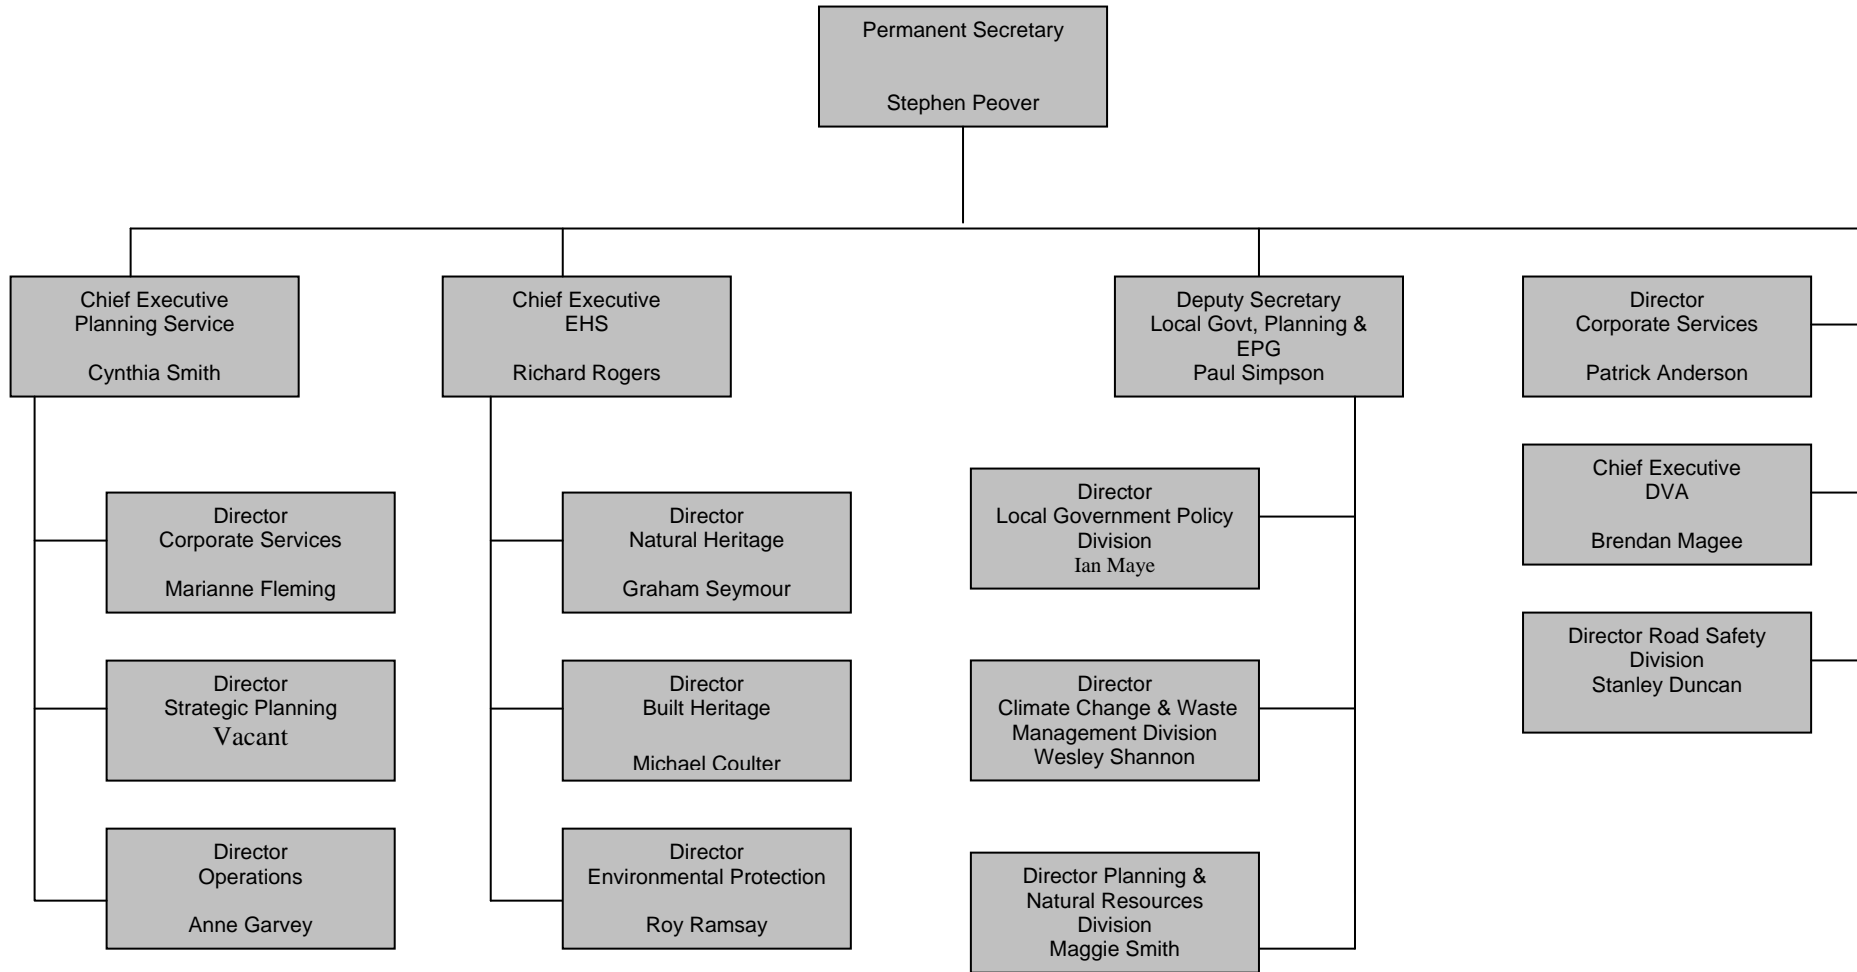 Permanent Secretary
Stephen Peover
Chief Executive
Planning Service
Cynthia Smith
Chief Executive
EHS
Richard Rogers
Deputy Secretary
Local Govt, Planning &
EPG
Paul Simpson
Director
Corporate Services
Patrick Anderson
Director
Corporate Services
Marianne Fleming
Director
Strategic Planning
Vacant
Director
Operations
Anne Garvey
Director
Natural Heritage
Graham Seymour
Director
Built Heritage
Michael Coulter
Director
Environmental Protection
Roy Ramsay
Director
Local Government Policy
Division
Ian Maye
Director
Climate Change & Waste
Management Division
Wesley Shannon
Director Planning &
Natural Resources
Division
Maggie Smith
Chief Executive
DVA
Brendan Magee
Director Road Safety
Division
Stanley Duncan